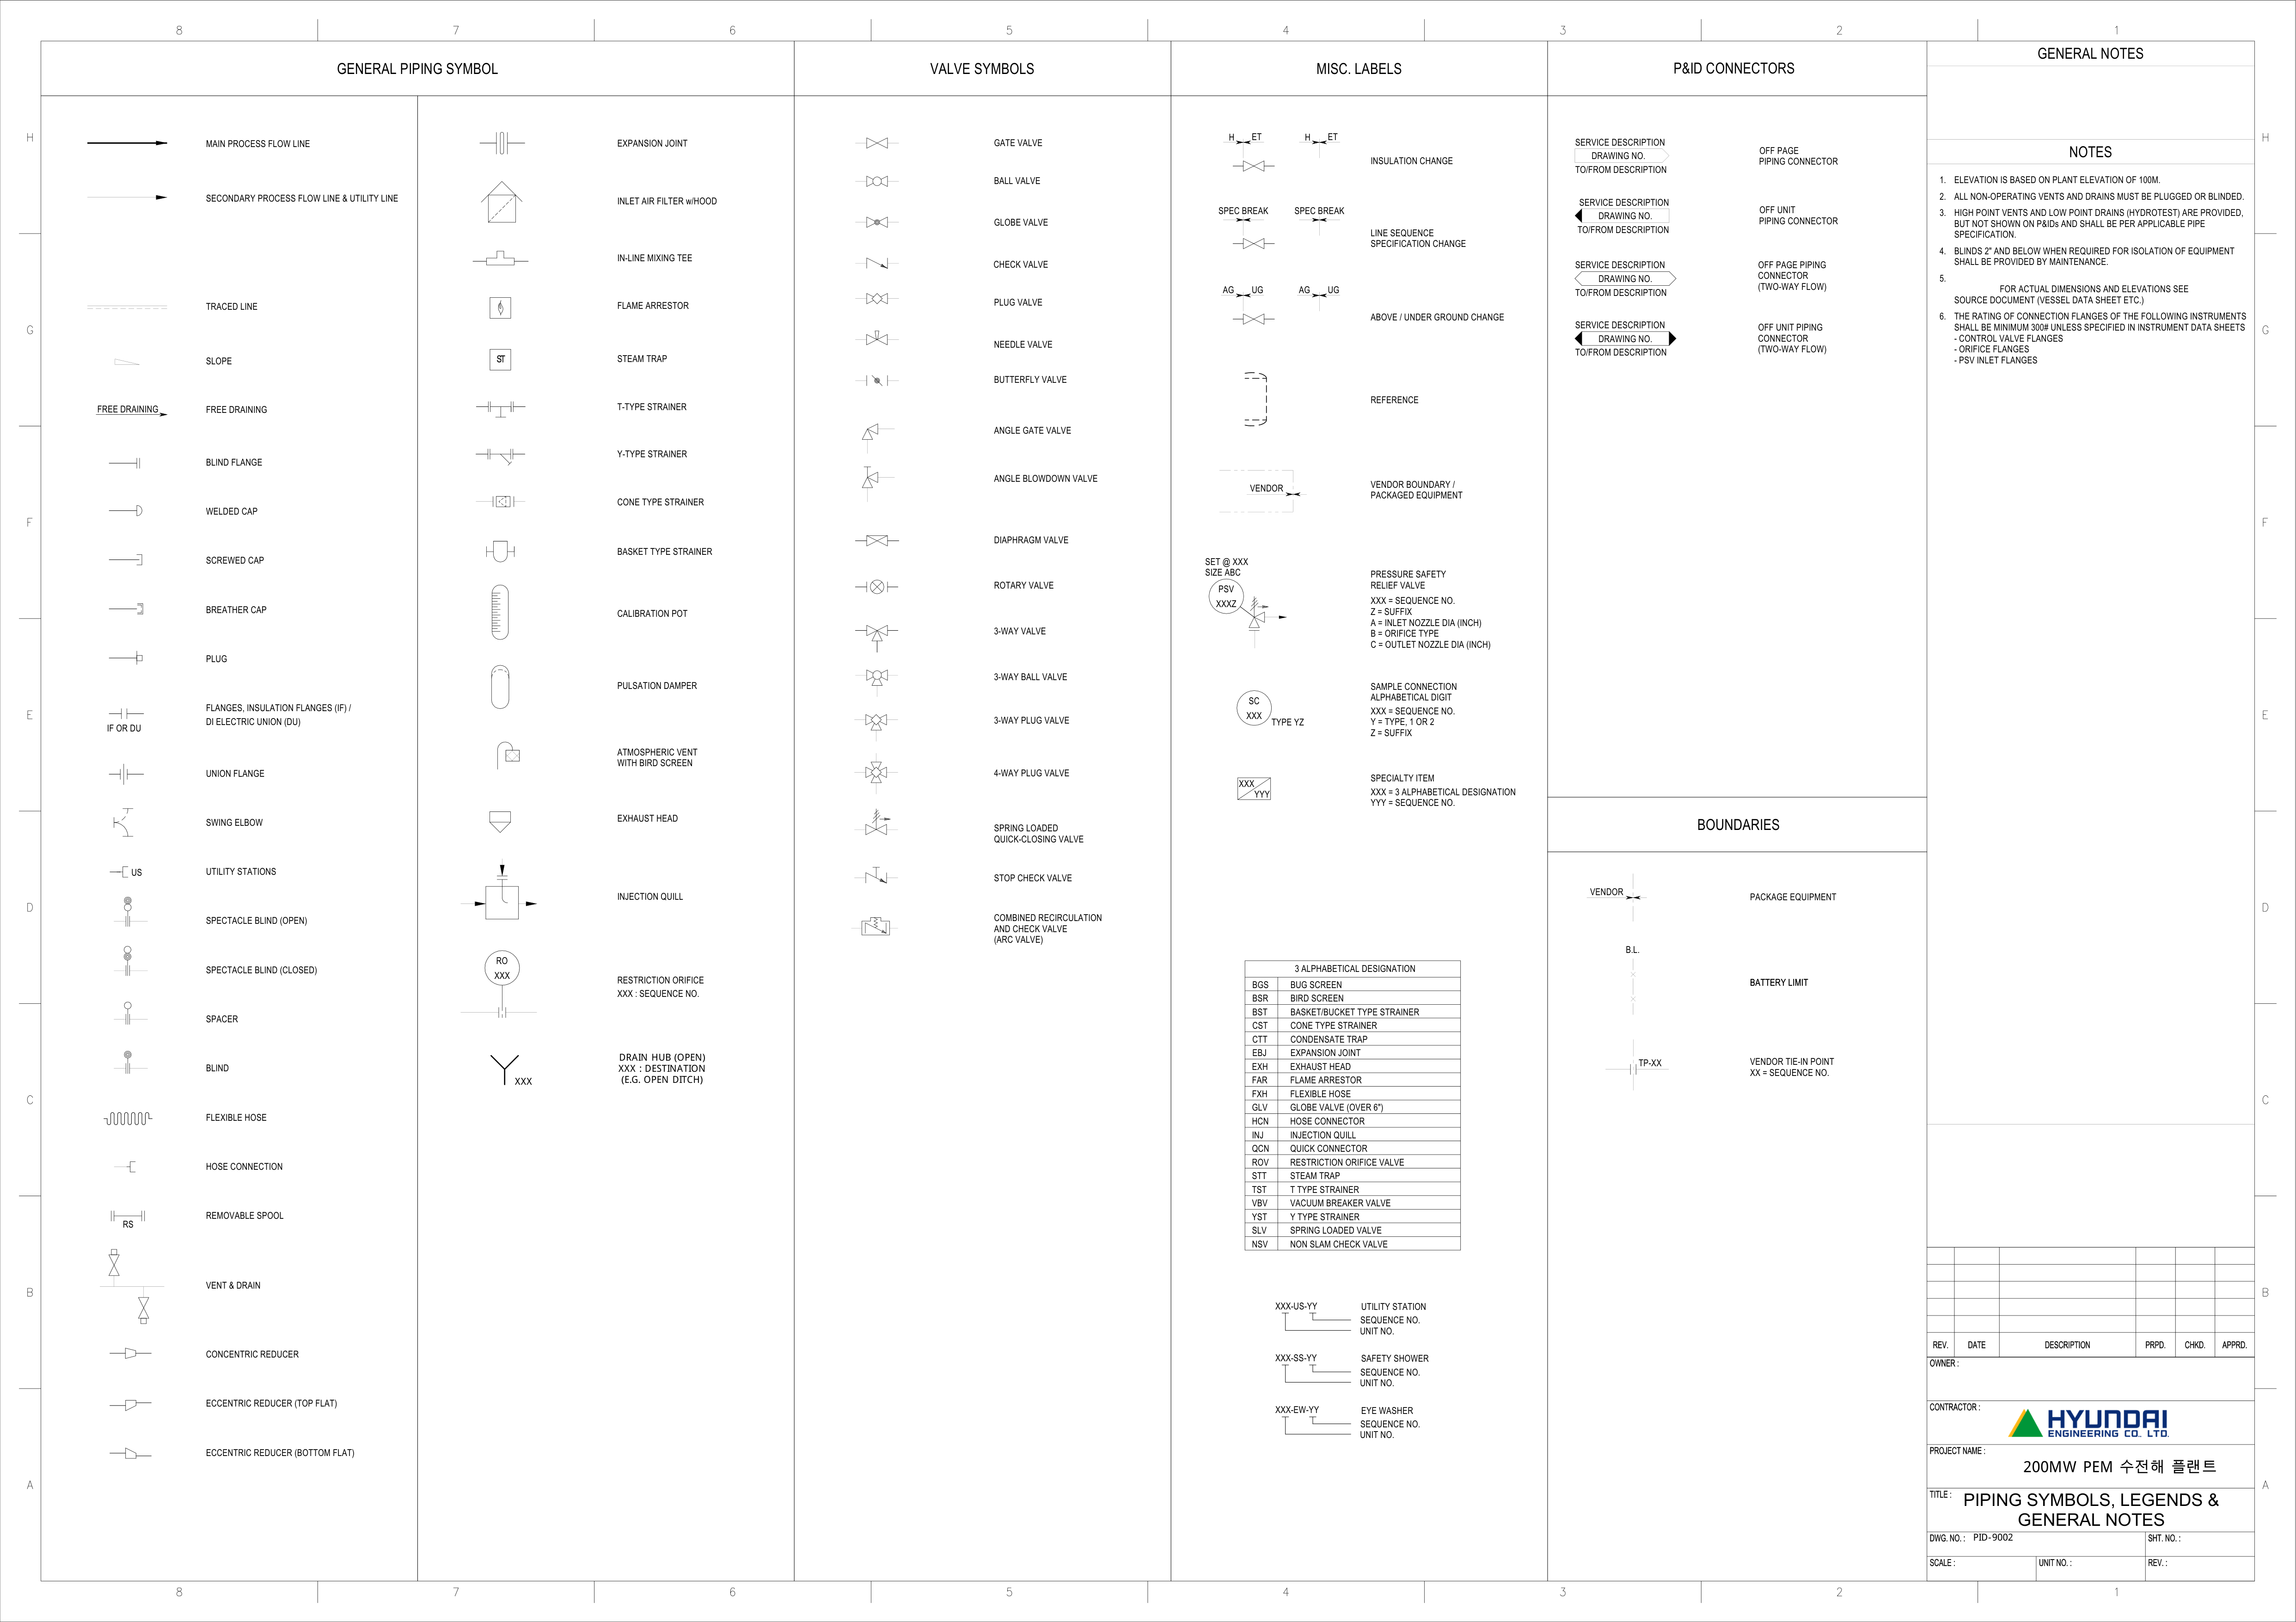 8 7 6 5 4 3 2 1
H
G
F
E
D
C
B
A
GENERAL PIPING SYMBOL
MAIN PROCESS FLOW LINE
SECONDARY PROCESS FLOW LINE & UTILITY LINE
TRACED LINE
SLOPE
FREE DRAINING FREE DRAINING
BLIND FLANGE
WELDED CAP
SCREWED CAP
BREATHER CAP
PLUG
FLANGES, INSULATION FLANGES (IF) /
DI ELECTRIC UNION (DU)
IF OR DU
UNION FLANGE
SWING ELBOW
US UTILITY STATIONS
SPECTACLE BLIND (OPEN)
SPECTACLE BLIND (CLOSED)
SPACER
BLIND
FLEXIBLE HOSE
HOSE CONNECTION
REMOVABLE SPOOL
RS
VENT & DRAIN
CONCENTRIC REDUCER
ECCENTRIC REDUCER (TOP FLAT)
ECCENTRIC REDUCER (BOTTOM FLAT)
EXPANSION JOINT
INLET AIR FILTER w/HOOD
IN-LINE MIXING TEE
FLAME ARRESTOR
ST STEAM TRAP
T-TYPE STRAINER
Y-TYPE STRAINER
CONE TYPE STRAINER
BASKET TYPE STRAINER
CALIBRATION POT
PULSATION DAMPER
ATMOSPHERIC VENT
WITH BIRD SCREEN
EXHAUST HEAD
INJECTION QUILL
RO
XXX
RESTRICTION ORIFICE
XXX : SEQUENCE NO.
DRAIN HUB (OPEN)
XXX : DESTINATION
(E.G. OPEN DITCH)
XXX
VALVE SYMBOLS
GATE VALVE
BALL VALVE
GLOBE VALVE
CHECK VALVE
PLUG VALVE
NEEDLE VALVE
BUTTERFLY VALVE
ANGLE GATE VALVE
ANGLE BLOWDOWN VALVE
DIAPHRAGM VALVE
ROTARY VALVE
3-WAY VALVE
3-WAY BALL VALVE
3-WAY PLUG VALVE
4-WAY PLUG VALVE
SPRING LOADED
QUICK-CLOSING VALVE
STOP CHECK VALVE
COMBINED RECIRCULATION
AND CHECK VALVE
(ARC VALVE)
MISC. LABELS
H ET H ET
INSULATION CHANGE
SPEC BREAK SPEC BREAK
LINE SEQUENCE
SPECIFICATION CHANGE
AG UG AG UG
ABOVE / UNDER GROUND CHANGE
REFERENCE
VENDOR
VENDOR BOUNDARY /
PACKAGED EQUIPMENT
SET @ XXX
SIZE ABC
PSV
XXXZ
PRESSURE SAFETY
RELIEF VALVE
XXX = SEQUENCE NO.
Z = SUFFIX
A = INLET NOZZLE DIA (INCH)
B = ORIFICE TYPE
C = OUTLET NOZZLE DIA (INCH)
SC
XXX
TYPE YZ
SAMPLE CONNECTION
ALPHABETICAL DIGIT
XXX = SEQUENCE NO.
Y = TYPE, 1 OR 2
Z = SUFFIX
XXX
YYY
SPECIALTY ITEM
XXX = 3 ALPHABETICAL DESIGNATION
YYY = SEQUENCE NO.
3 ALPHABETICAL DESIGNATION
BGS BUG SCREEN
BSR BIRD SCREEN
BST BASKET/BUCKET TYPE STRAINER
CST CONE TYPE STRAINER
CTT CONDENSATE TRAP
EBJ EXPANSION JOINT
EXH EXHAUST HEAD
FAR FLAME ARRESTOR
FXH FLEXIBLE HOSE
GLV GLOBE VALVE (OVER 6")
HCN HOSE CONNECTOR
INJ INJECTION QUILL
QCN QUICK CONNECTOR
ROV RESTRICTION ORIFICE VALVE
STT STEAM TRAP
TST T TYPE STRAINER
VBV VACUUM BREAKER VALVE
YST Y TYPE STRAINER
SLV SPRING LOADED VALVE
NSV NON SLAM CHECK VALVE
XXX-US-YY UTILITY STATION
SEQUENCE NO.
UNIT NO.
XXX-SS-YY SAFETY SHOWER
SEQUENCE NO.
UNIT NO.
XXX-EW-YY EYE WASHER
SEQUENCE NO.
UNIT NO.
P&ID CONNECTORS
SERVICE DESCRIPTION
DRAWING NO.
TO/FROM DESCRIPTION
OFF PAGE
PIPING CONNECTOR
SERVICE DESCRIPTION
DRAWING NO.
TO/FROM DESCRIPTION
OFF UNIT
PIPING CONNECTOR
SERVICE DESCRIPTION
DRAWING NO.
TO/FROM DESCRIPTION
OFF PAGE PIPING
CONNECTOR
(TWO-WAY FLOW)
SERVICE DESCRIPTION
DRAWING NO.
TO/FROM DESCRIPTION
OFF UNIT PIPING
CONNECTOR
(TWO-WAY FLOW)
BOUNDARIES
VENDOR
PACKAGE EQUIPMENT
B.L.
BATTERY LIMIT
TP-XX
VENDOR TIE-IN POINT
XX = SEQUENCE NO.
GENERAL NOTES
NOTES
1. ELEVATION IS BASED ON PLANT ELEVATION OF 100M.
2. ALL NON-OPERATING VENTS AND DRAINS MUST BE PLUGGED OR BLINDED.
3. HIGH POINT VENTS AND LOW POINT DRAINS (HYDROTEST) ARE PROVIDED,
BUT NOT SHOWN ON P&IDs AND SHALL BE PER APPLICABLE PIPE
SPECIFICATION.
4. BLINDS 2" AND BELOW WHEN REQUIRED FOR ISOLATION OF EQUIPMENT
SHALL BE PROVIDED BY MAINTENANCE.
5.
FOR ACTUAL DIMENSIONS AND ELEVATIONS SEE
SOURCE DOCUMENT (VESSEL DATA SHEET ETC.)
6. THE RATING OF CONNECTION FLANGES OF THE FOLLOWING INSTRUMENTS
SHALL BE MINIMUM 300# UNLESS SPECIFIED IN INSTRUMENT DATA SHEETS
- CONTROL VALVE FLANGES
- ORIFICE FLANGES
- PSV INLET FLANGES
REV. DATE DESCRIPTION PRPD. CHKD. APPRD.
OWNER :
CONTRACTOR :
HYUNDAI
ENGINEERING CO., LTD.
PROJECT NAME :
200MW PEM 수전해 플랜트
TITLE : PIPING SYMBOLS, LEGENDS &
GENERAL NOTES
DWG. NO. : PID-9002 SHT. NO. :
SCALE : UNIT NO. : REV. :
H
G
F
E
D
C
B
A
8 7 6 5 4 3 2 1